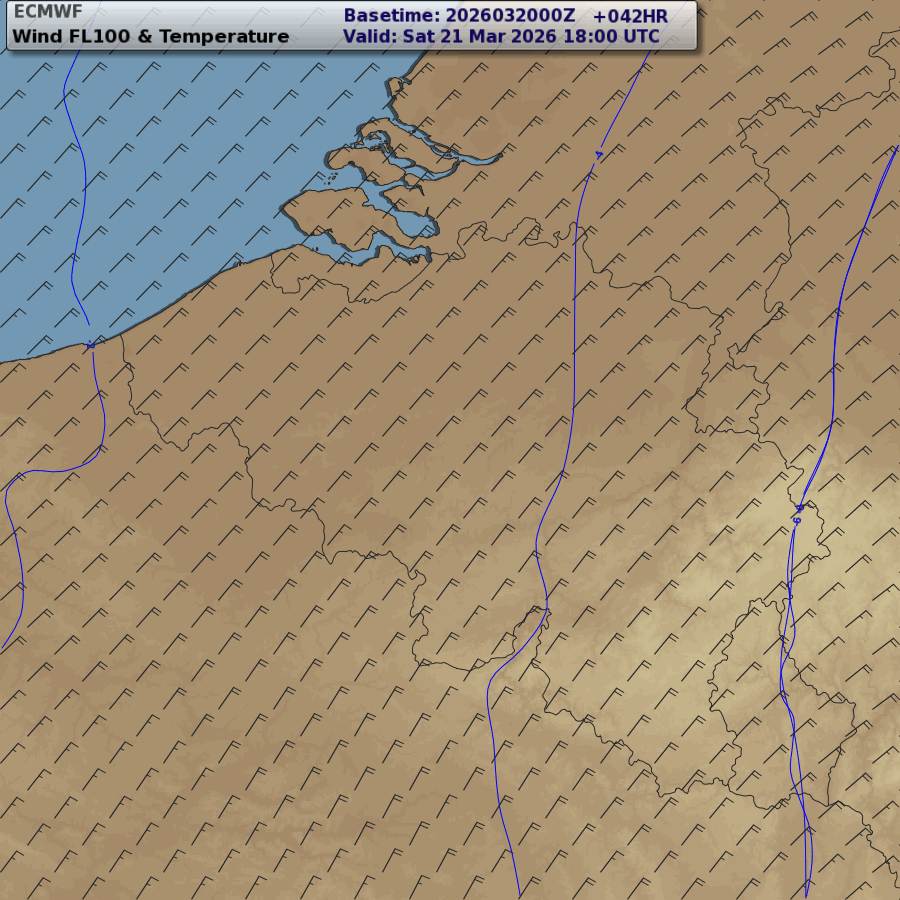 ECMWF
Basetime: 2026032000Z +042HR
Wind FL100 & Temperature
Valid: Sat 21 Mar 2026 18:00 UTC